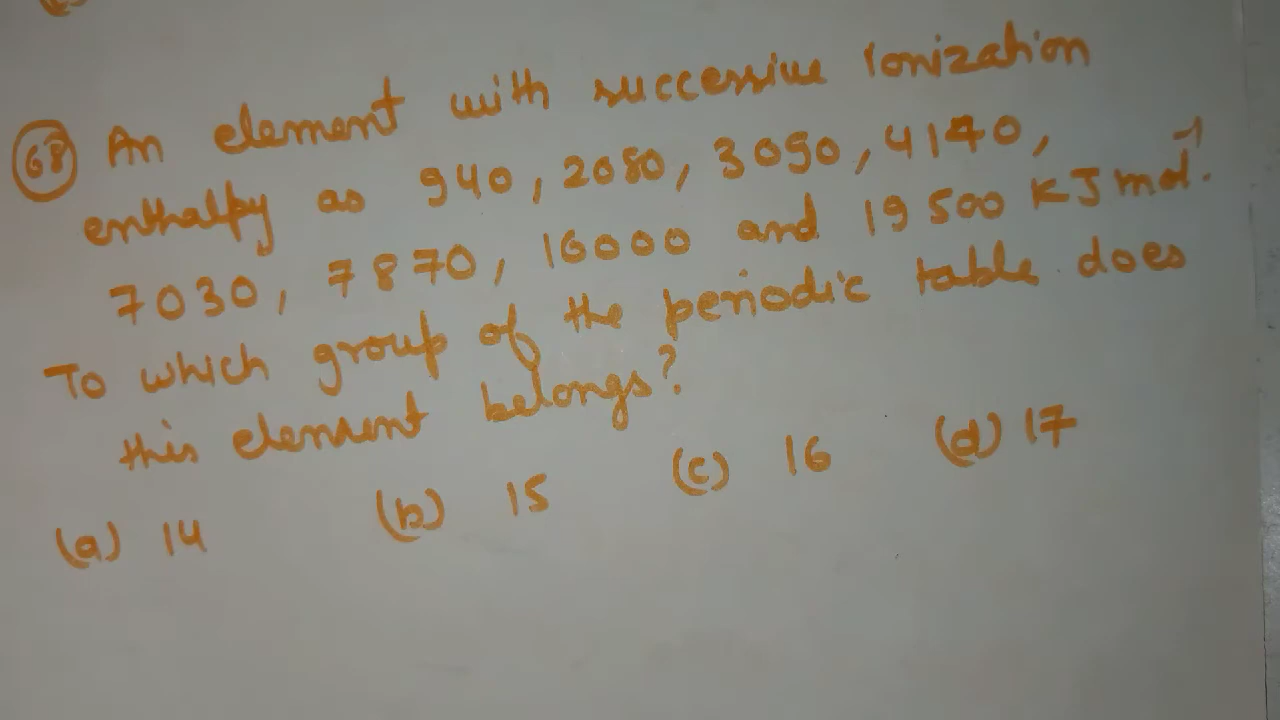 68 An element with successive Ionization
enthalpy as 940, 2080, 3090, 4140,
7030, 7870, 16000 and 19500 KJ mol⁻¹.
To which group of the periodic table does
this element belongs?
(a) 14 (b) 15 (c) 16 (d) 17